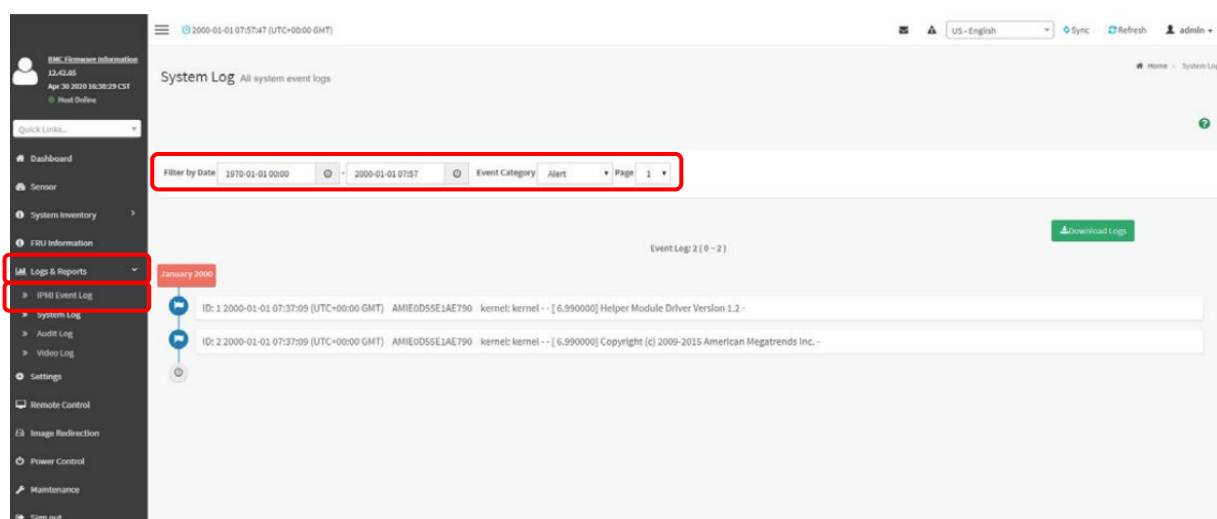 2000-01-01 07:57:47 (UTC+00:00 GMT)
US - English
Sync
Refresh
admin
BMC Firmware Information
12.42.05
Apr 30 2020 16:38:29 CST
Host Online
Quick Links...
Dashboard
Sensor
System Inventory
FRU Information
Logs & Reports
IPMI Event Log
System Log
Audit Log
Video Log
Settings
Remote Control
Image Redirection
Power Control
Maintenance
Sign out
System Log All system event logs
Home System Log
Filter by Date 1970-01-01 00:00 - 2000-01-01 07:57 Event Category Alert Page 1
Download Logs
Event Log: 2 ( 0 ~ 2 )
January 2000
ID: 1 2000-01-01 07:37:09 (UTC+00:00 GMT) AMIE0D55E1AE790 kernel: kernel - - [ 6.990000] Helper Module Driver Version 1.2 -
ID: 2 2000-01-01 07:37:09 (UTC+00:00 GMT) AMIE0D55E1AE790 kernel: kernel - - [ 6.990000] Copyright (c) 2009-2015 American Megatrends Inc. -